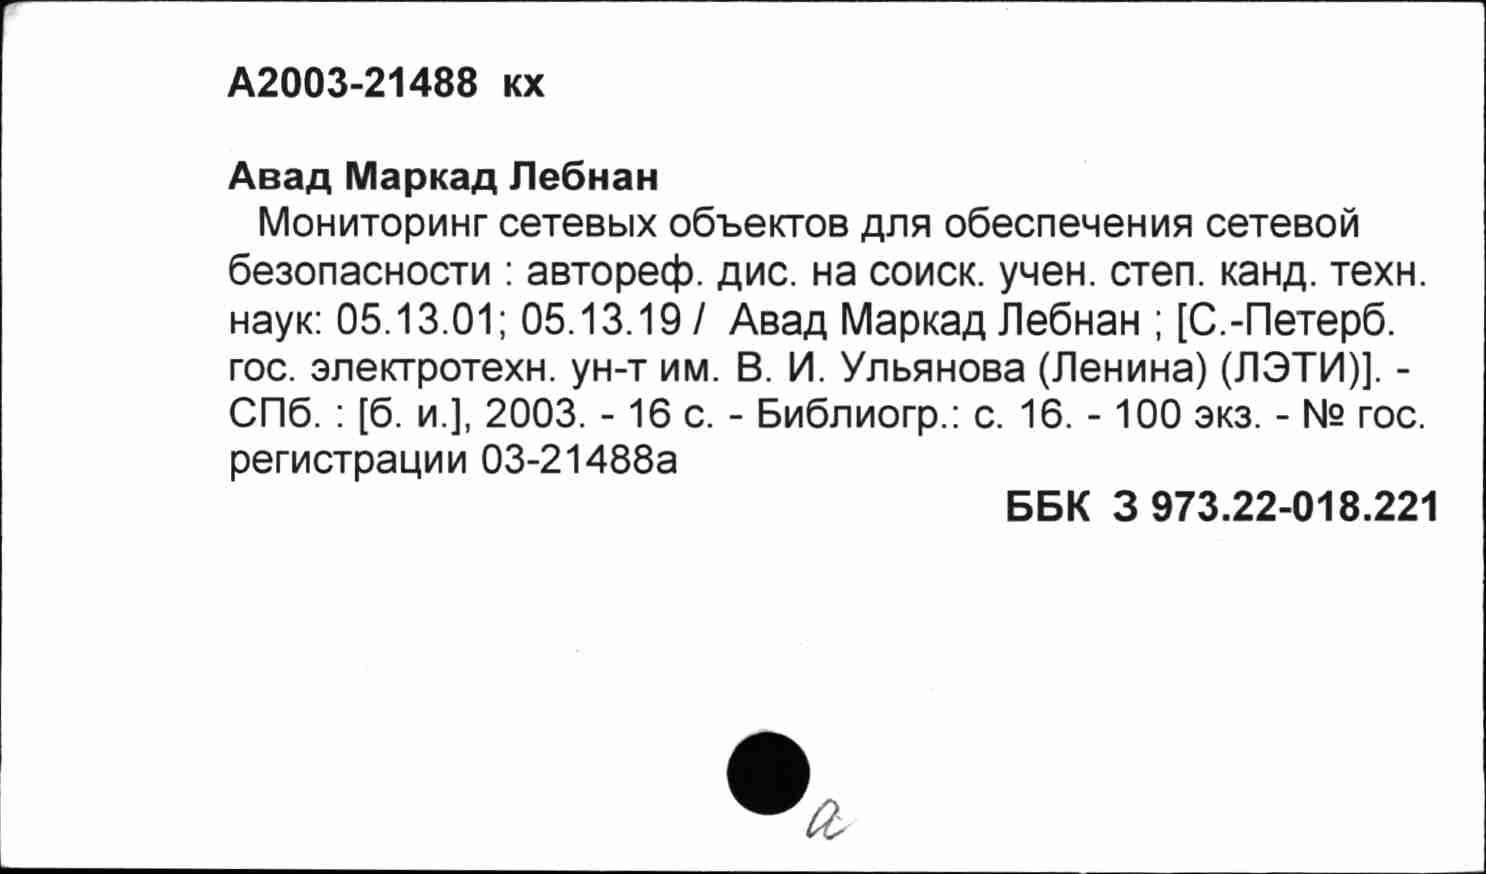 А2003-21488 кх
Авад Маркад Лебнан
Мониторинг сетевых объектов для обеспечения сетевой
безопасности : автореф. дис. на соиск. учен. степ. канд. техн.
наук: 05.13.01; 05.13.19 / Авад Маркад Лебнан ; [С.-Петерб.
гос. электротехн. ун-т им. В. И. Ульянова (Ленина) (ЛЭТИ)]. -
СПб. : [б. и.], 2003. - 16 с. - Библиогр.: с. 16. - 100 экз. - № гос.
регистрации 03-21488а
ББК З 973.22-018.221
а